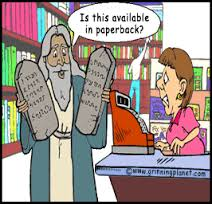 Is this available
in paperback?
©www.grinningplanet.com